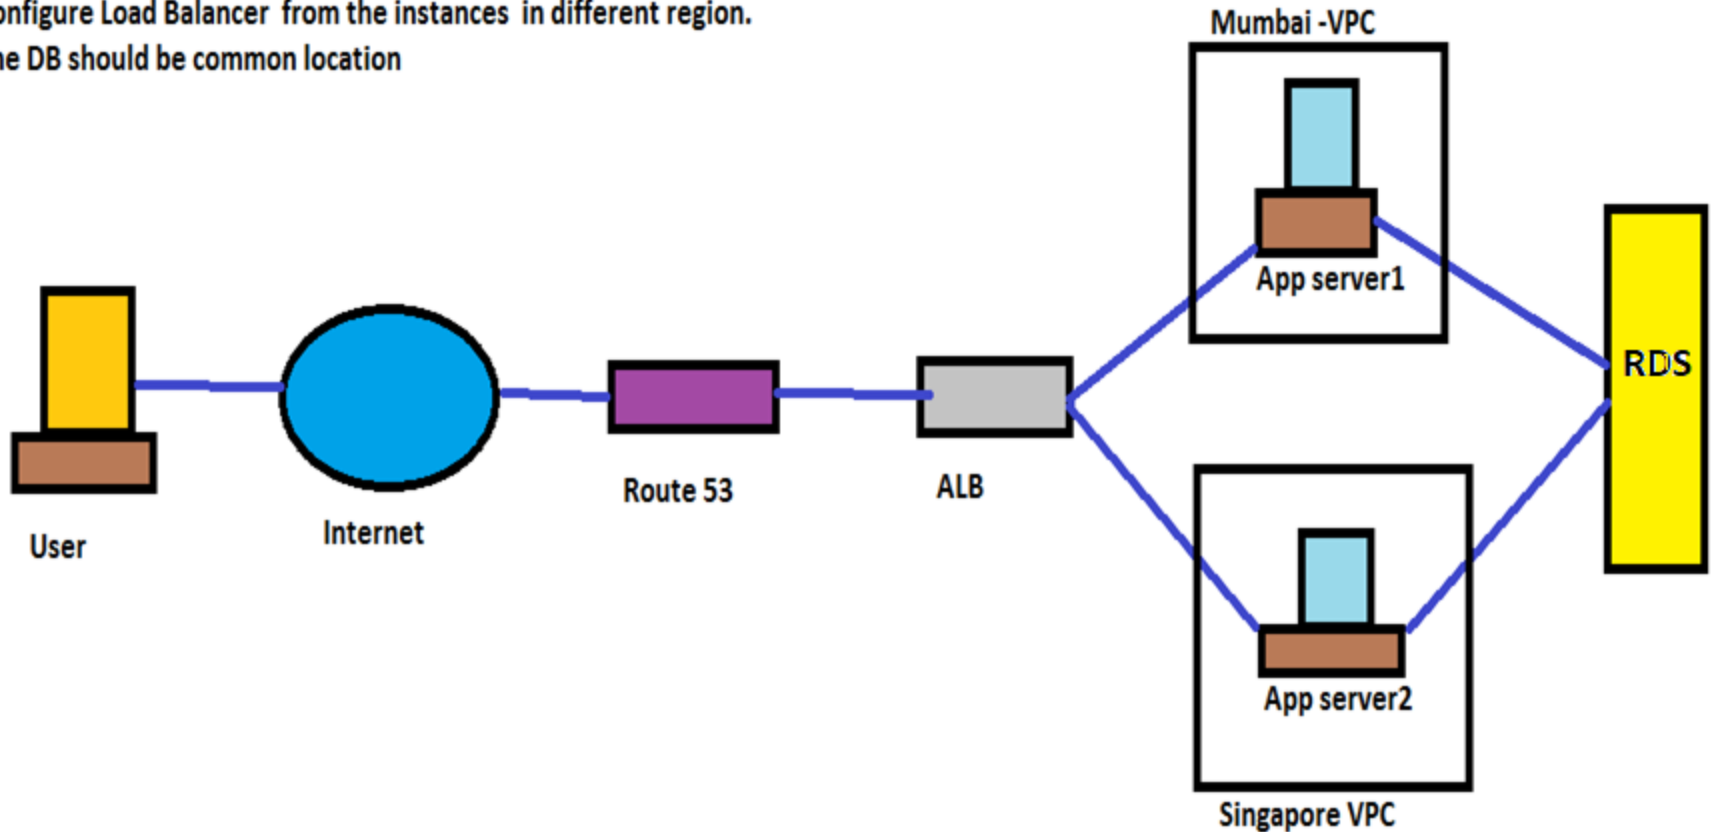 onfigure Load Balancer from the instances in different region.
ne DB should be common location
Mumbai -VPC
App server1
RDS
User
Internet
Route 53
ALB
App server2
Singapore VPC